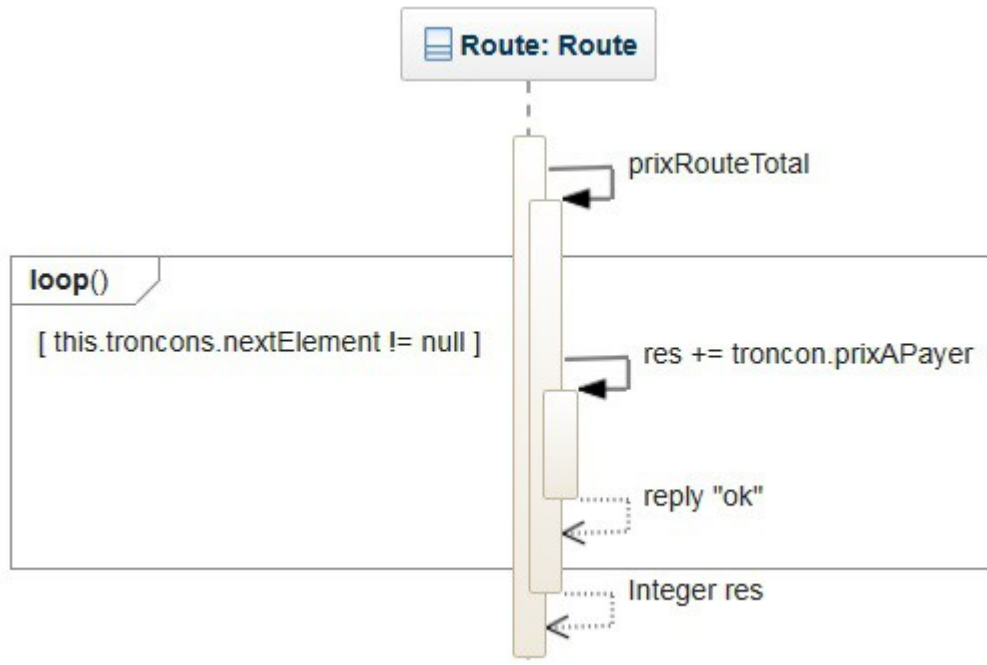 Route: Route
prixRouteTotal
loop()
[ this.troncons.nextElement != null ]
res += troncon.prixAPayer
reply "ok"
Integer res